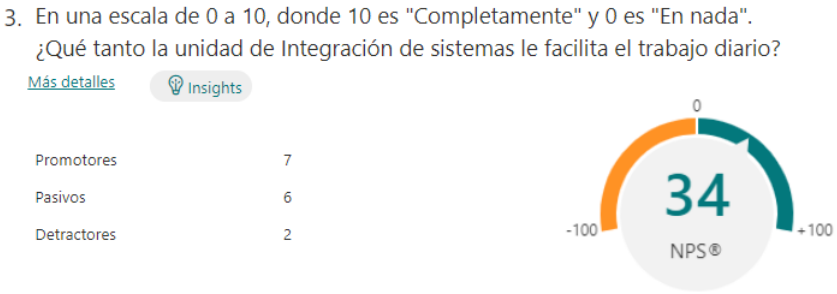 3. En una escala de 0 a 10, donde 10 es "Completamente" y 0 es "En nada".
¿Qué tanto la unidad de Integración de sistemas le facilita el trabajo diario?
Más detalles
Insights
Promotores 7
Pasivos 6
Detractores 2
0
34
-100
+100
NPS®